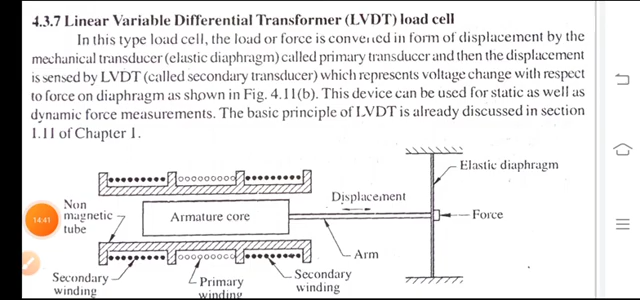 4.3.7 Linear Variable Differential Transformer (LVDT) load cell
In this type load cell, the load or force is converted in form of displacement by the
mechanical transducer (elastic diaphragm) called primary transducer and then the displacement
is sensed by LVDT (called secondary transducer) which represents voltage change with respect
to force on diaphragm as shown in Fig. 4.11(b). This device can be used for static as well as
dynamic force measurements. The basic principle of LVDT is already discussed in section
1.11 of Chapter 1.
Elastic diaphragm
Displacement
Non
magnetic
tube
Armature core
Force
14:41
Arm
Secondary
winding
Primary
winding
Secondary
winding